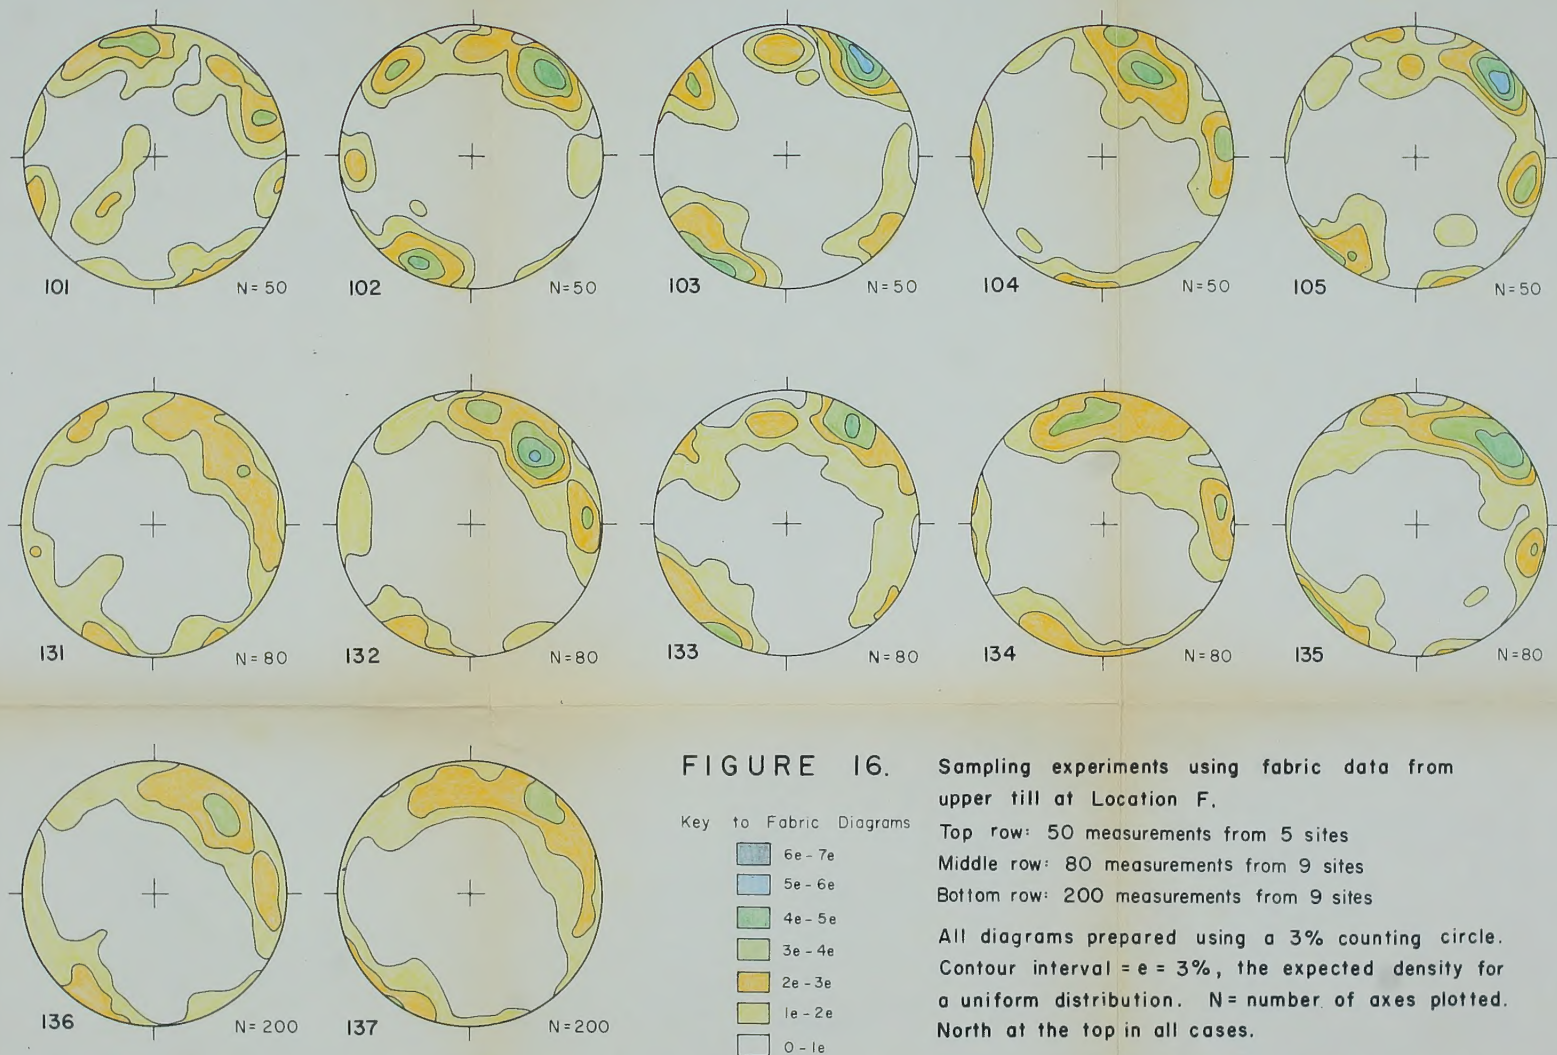 101 N = 50
102 N = 50
103 N = 50
104 N = 50
105 N = 50
131 N = 80
132 N = 80
133 N = 80
134 N = 80
135 N = 80
136 N = 200
137 N = 200
FIGURE 16.
Key to Fabric Diagrams
6e - 7e
5e - 6e
4e - 5e
3e - 4e
2e - 3e
1e - 2e
0 - 1e
Sampling experiments using fabric data from
upper till at Location F.
Top row: 50 measurements from 5 sites
Middle row: 80 measurements from 9 sites
Bottom row: 200 measurements from 9 sites
All diagrams prepared using a 3% counting circle.
Contour interval = e = 3%, the expected density for
a uniform distribution. N = number of axes plotted.
North at the top in all cases.